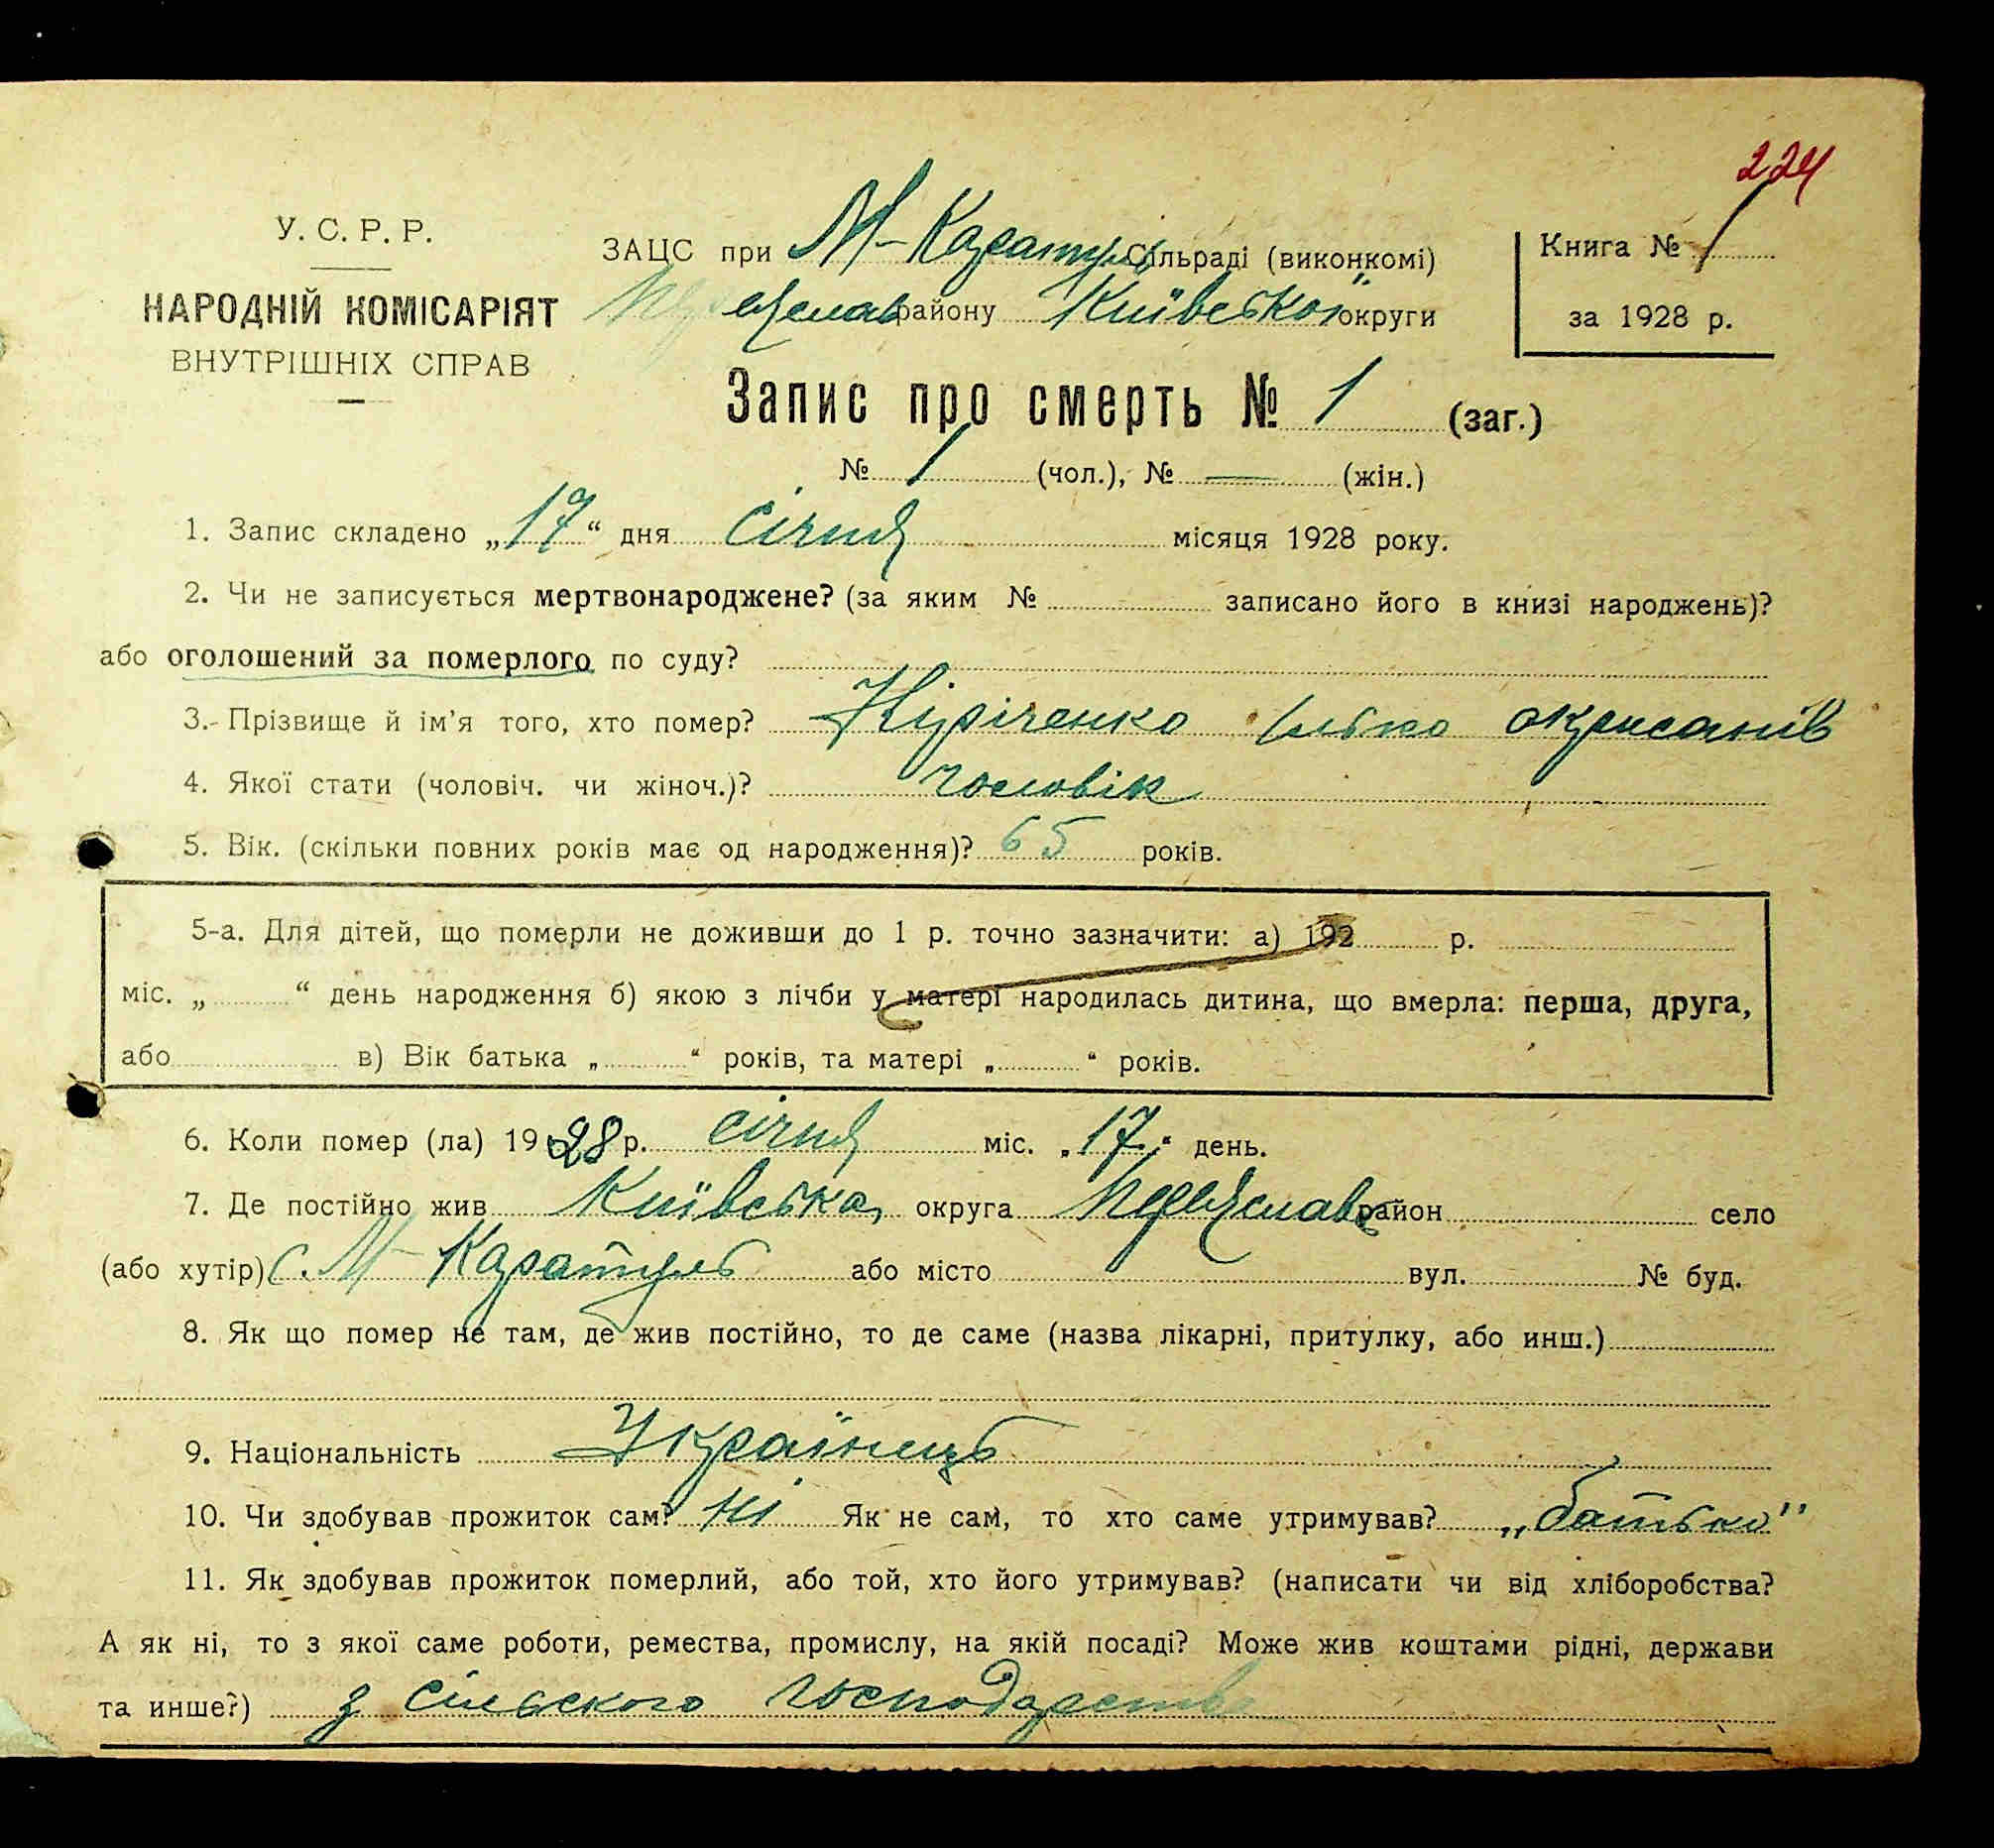 224
У. С. Р. Р.
НАРОДНІЙ КОМІСАРІЯТ
ВНУТРІШНІХ СПРАВ
ЗАЦС при М-Каратул Сільраді (виконкомі)
Переяслав району Київської округи
Книга № 1
за 1928 р.
Запис про смерть № 1 (заг.)
№ 1 (чол.), № — (жін.)
1. Запис складено „17“ дня січня місяця 1928 року.
2. Чи не записується мертвонароджене? (за яким № записано його в книзі народжень)?
або оголошений за померлого по суду?
3. Прізвище й ім’я того, хто помер? Кіріченко Ілько
4. Якої стати (чоловіч. чи жіноч.)? чоловік
5. Вік. (скільки повних років має од народження)? 65 років.
5-а. Для дітей, що померли не доживши до 1 р. точно зазначити: а) 192 р.
міс. „ “ день народження б) якою з лічби у матері народилась дитина, що вмерла: перша, друга,
або в) Вік батька „ “ років, та матері „ “ років.
6. Коли помер (ла) 1928 р. січня міс. „17“ день.
7. Де постійно жив Київська округа Переяславс район село
(або хутір) с. М-Каратуль або місто вул. № буд.
8. Як що помер не там, де жив постійно, то де саме (назва лікарні, притулку, або инш.)
9. Національність Українець
10. Чи здобував прожиток сам? ні Як не сам, то хто саме утримував? „батько"
11. Як здобував прожиток померлий, або той, хто його утримував? (написати чи від хліборобства?
А як ні, то з якої саме роботи, ремества, промислу, на якій посаді? Може жив коштами рідні, держави
та инше?) з сільського господарства